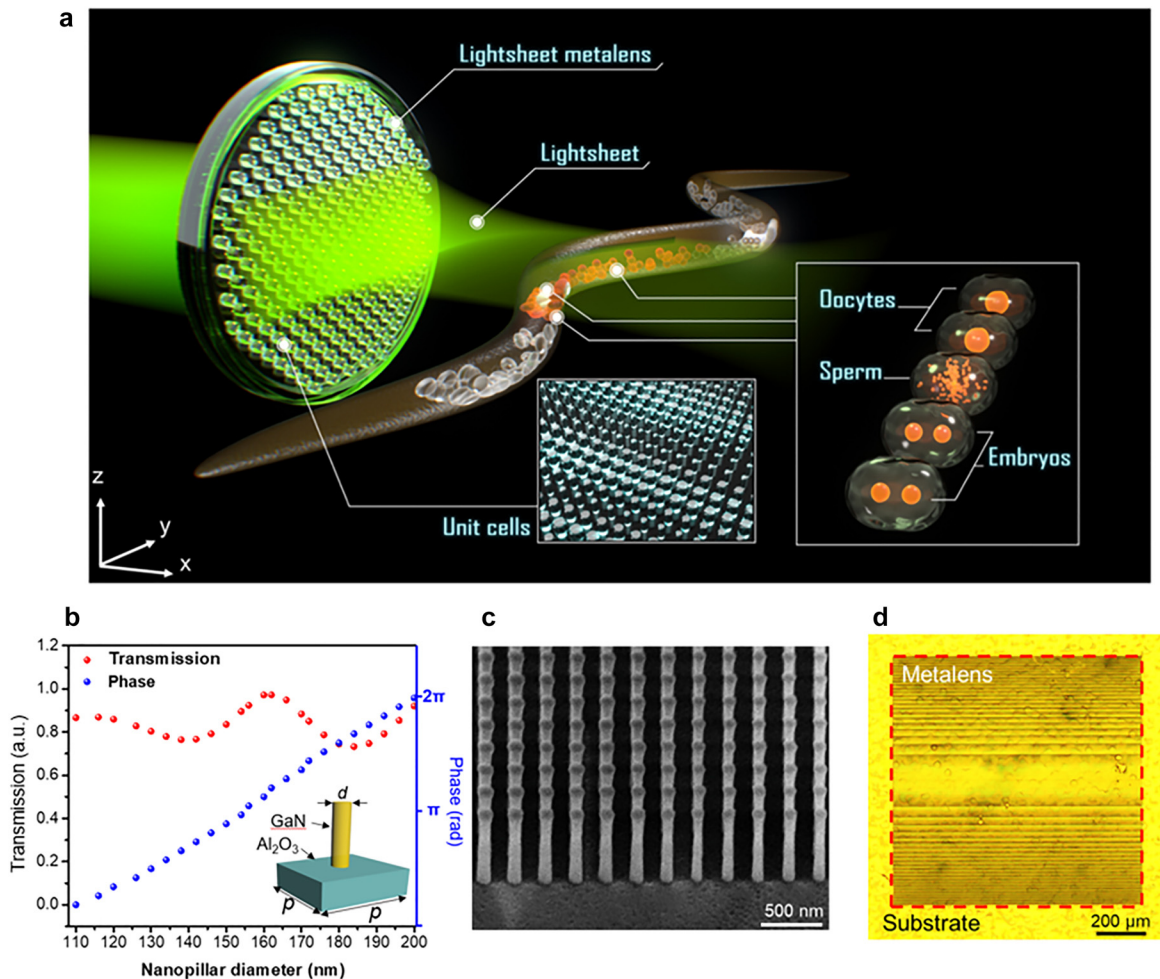 a
Lightsheet metalens
Lightsheet
Oocytes
Sperm
Embryos
Unit cells
z
y
x
b
1.2
1.0
0.8
0.6
0.4
0.2
0.0
Transmission (a.u.)
Transmission
Phase
2π
π
Phase (rad)
d
GaN
Al₂O₃
p
p
110 120 130 140 150 160 170 180 190 200
Nanopillar diameter (nm)
c
500 nm
d
Metalens
Substrate
200 µm